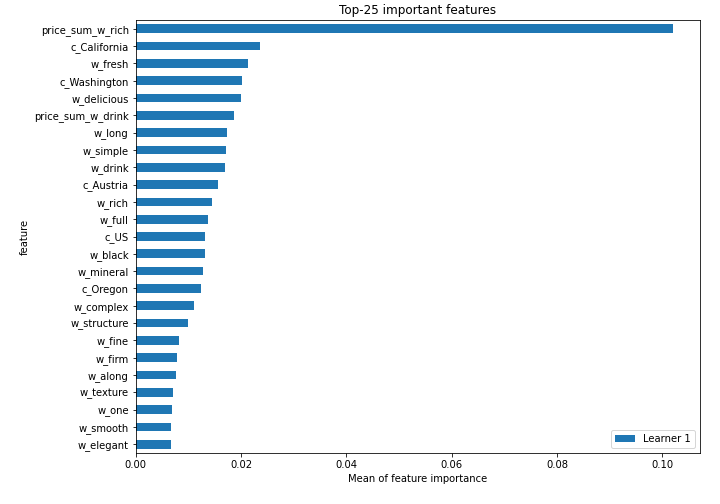 Top-25 important features
price_sum_w_rich
c_California
w_fresh
c_Washington
w_delicious
price_sum_w_drink
w_long
w_simple
w_drink
c_Austria
w_rich
w_full
c_US
w_black
w_mineral
c_Oregon
w_complex
w_structure
w_fine
w_firm
w_along
w_texture
w_one
w_smooth
w_elegant
feature
Learner 1
0.00 0.02 0.04 0.06 0.08 0.10
Mean of feature importance